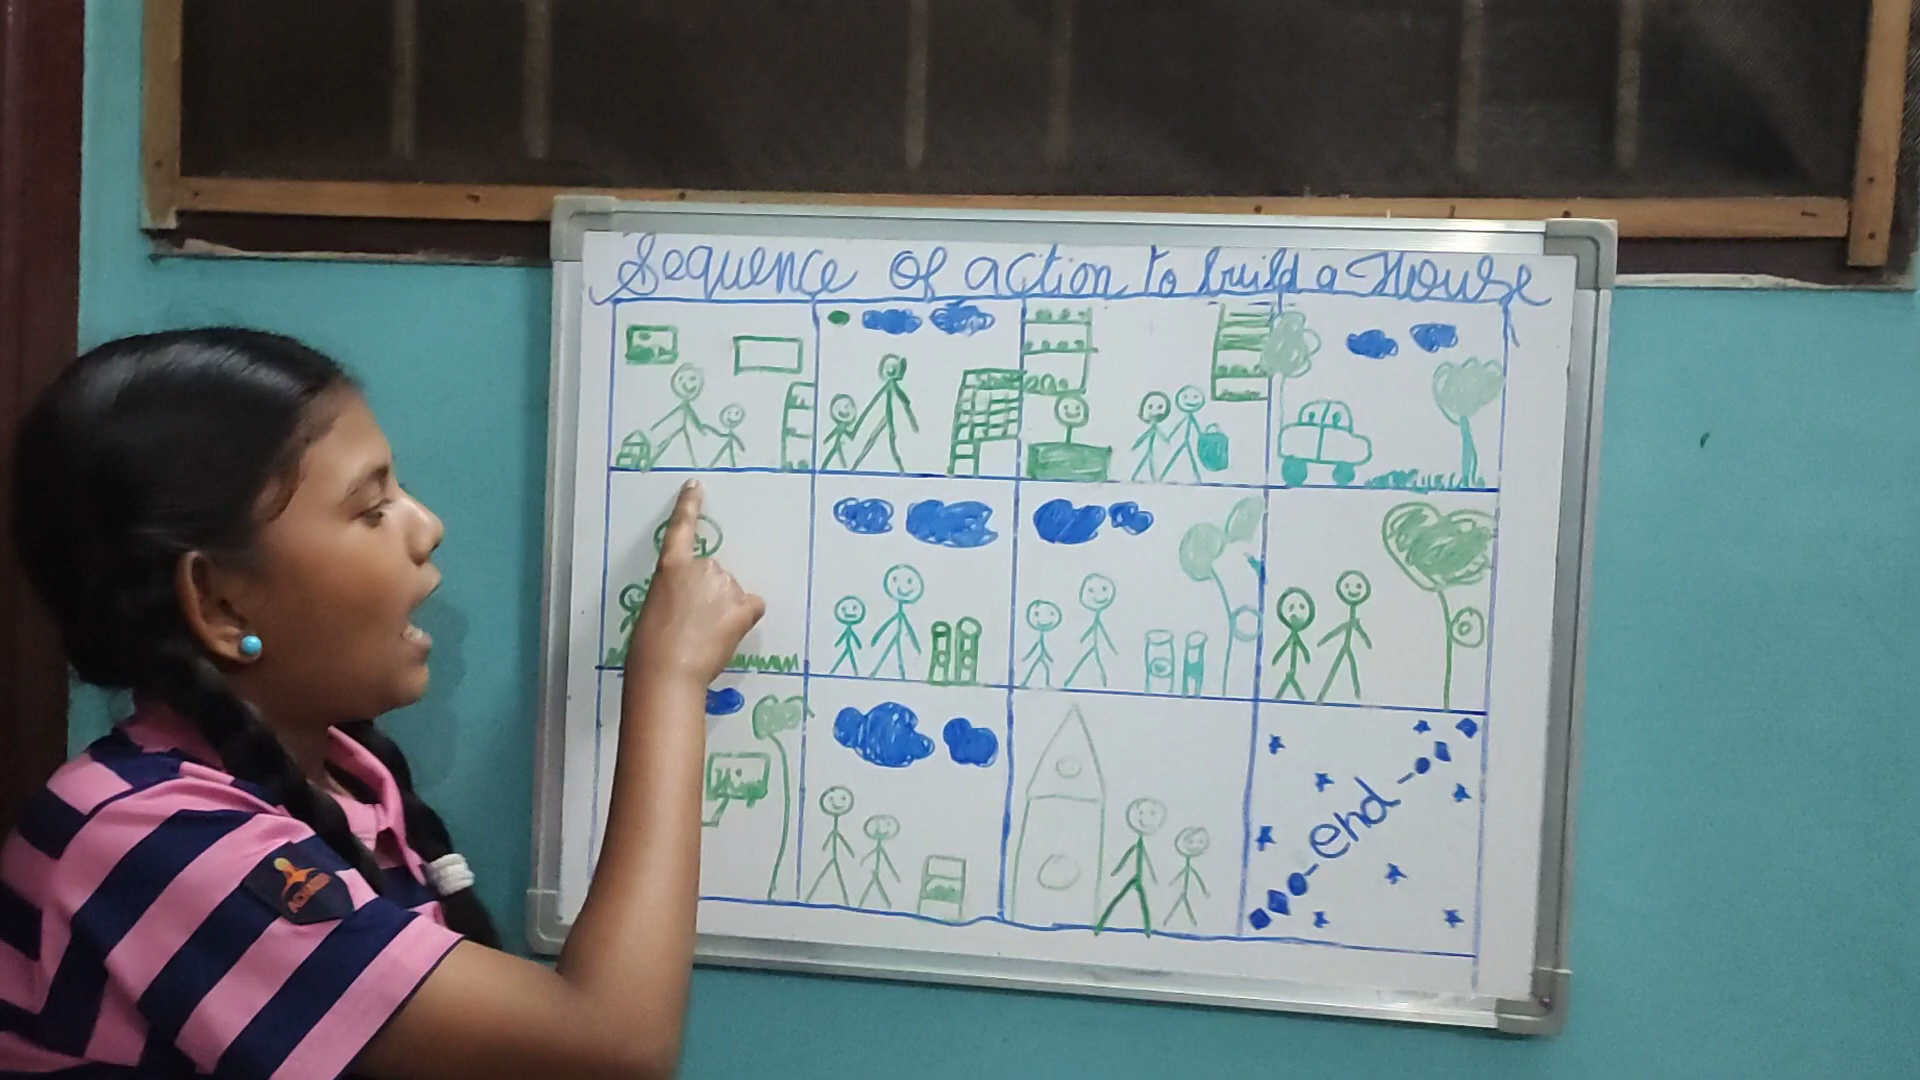 Sequence of action to build a House
-end-